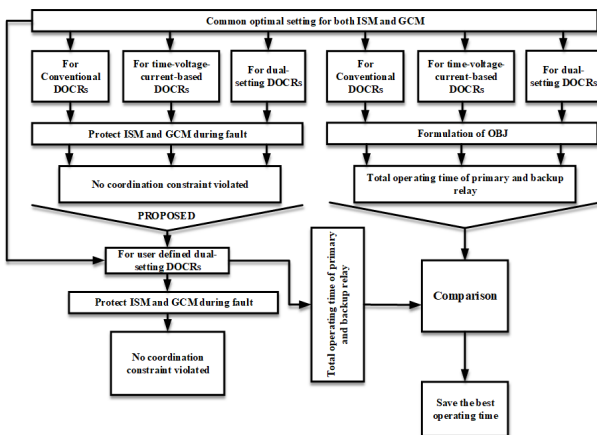 Common optimal setting for both ISM and GCM
For
Conventional
DOCRs
For
time-voltage-
current-based
DOCRs
For dual-
setting DOCRs
For
Conventional
DOCRs
For time-voltage-
current-based
DOCRs
For dual-
setting DOCRs
Protect ISM and GCM during fault
Formulation of OBJ
No coordination constraint violated
Total operating time of primary and backup
relay
PROPOSED
For user defined dual-
setting DOCRs
Protect ISM and GCM during fault
No coordination
constraint violated
Total operating time of primary
and backup relay
Comparison
Save the best
operating time